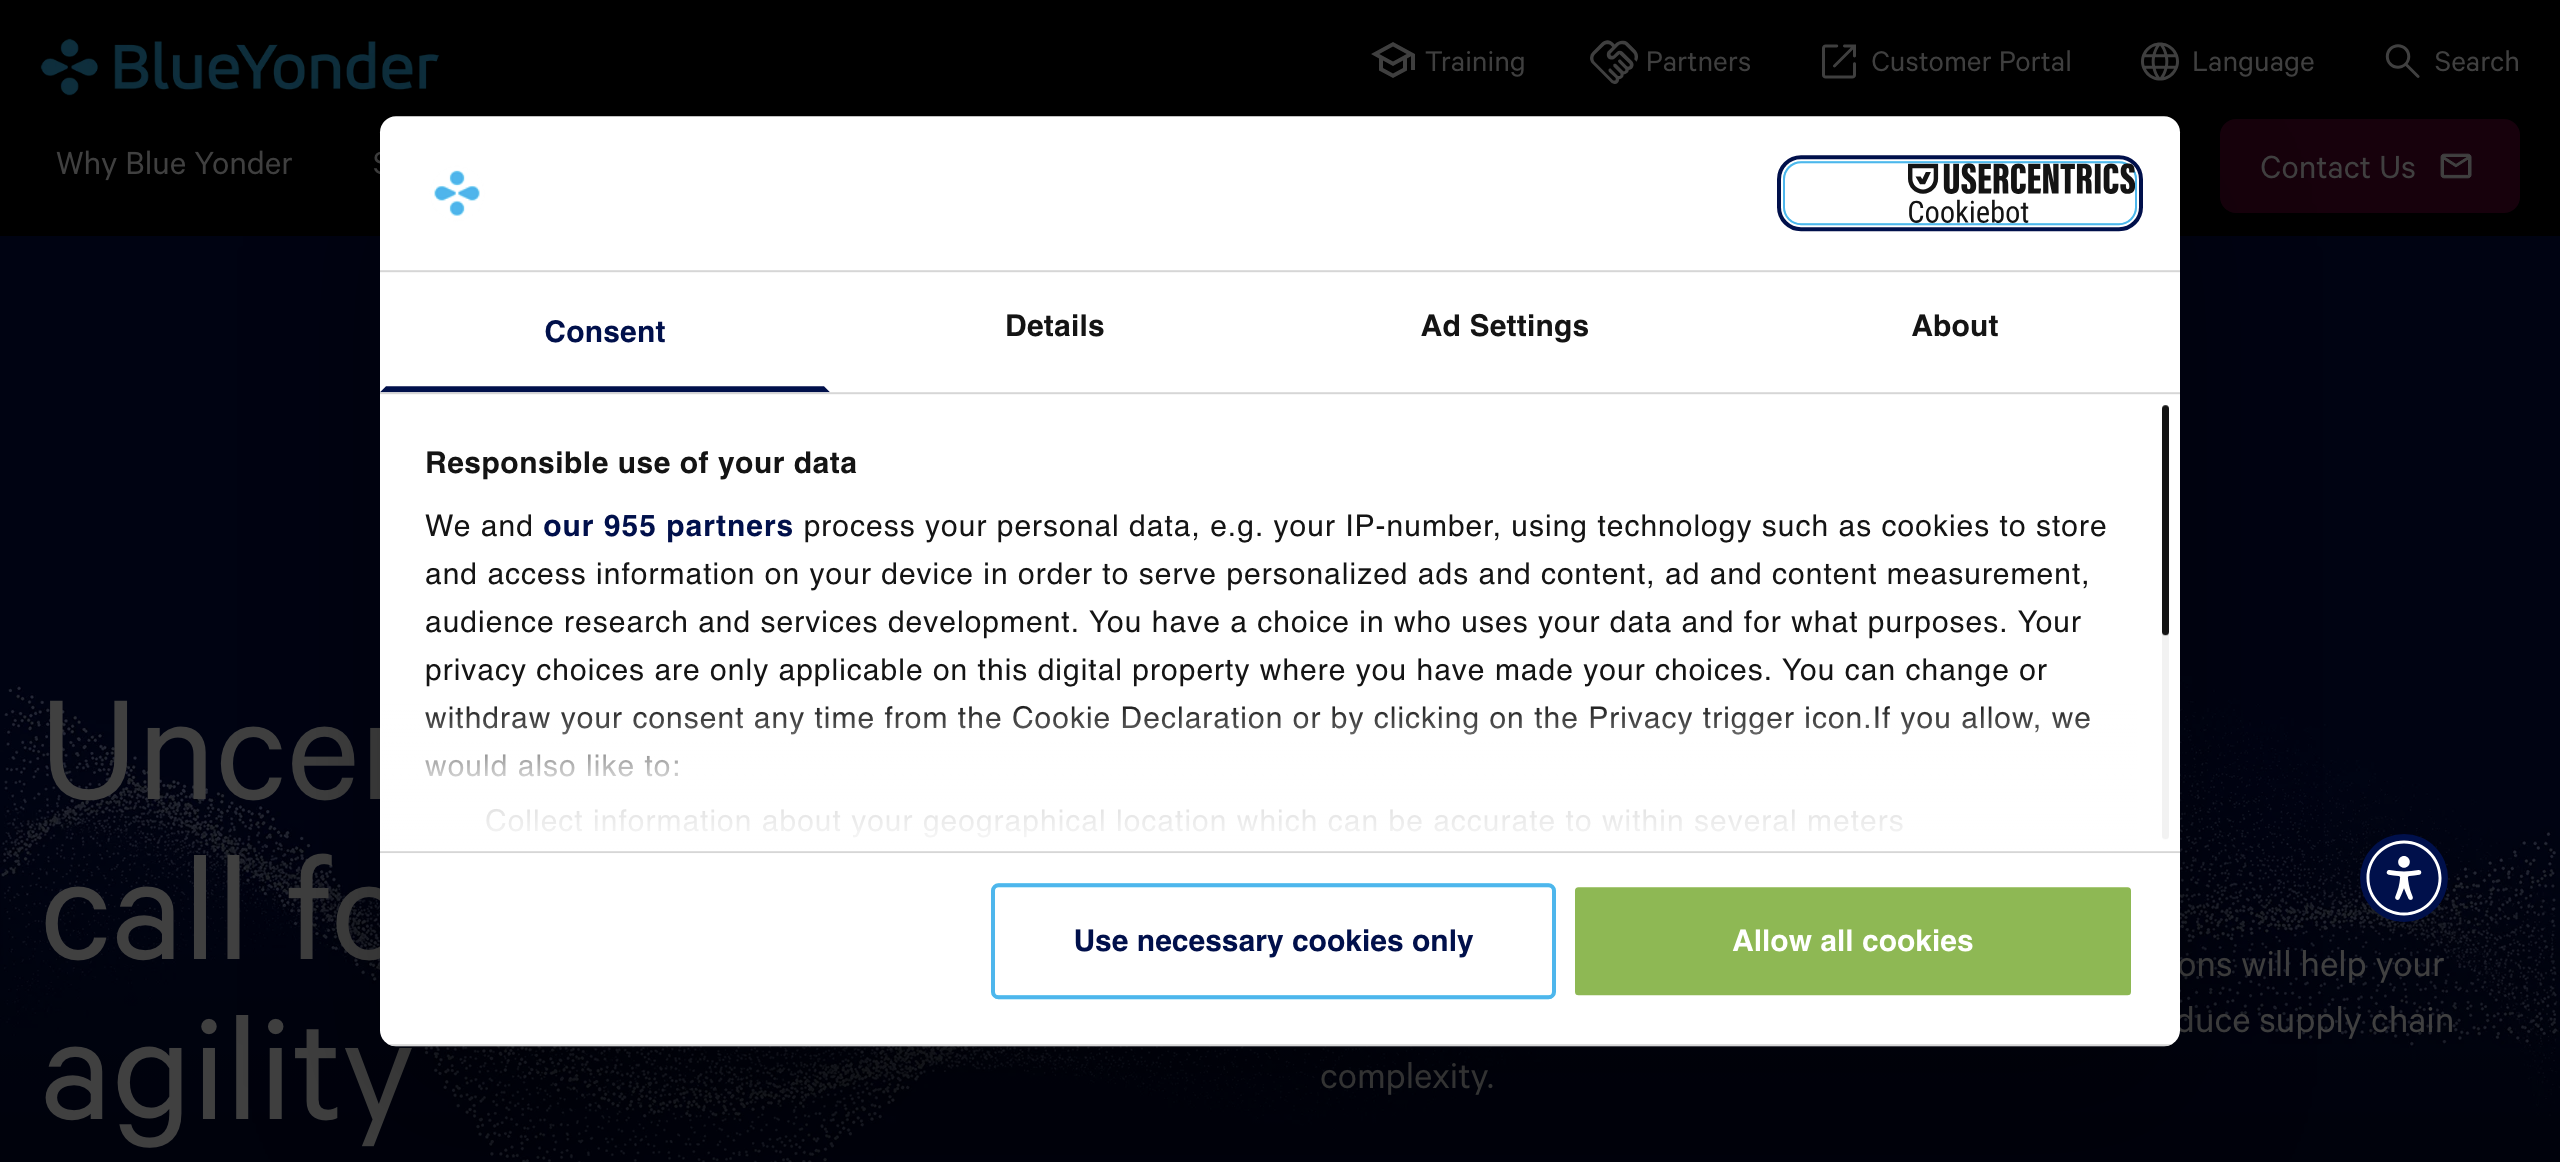 BlueYonder
Training
Partners
Customer Portal
Language
Search
Why Blue Yonder
Contact Us
USERCENTRICS
Cookiebot
Consent
Details
Ad Settings
About
Responsible use of your data
We and our 955 partners process your personal data, e.g. your IP-number, using technology such as cookies to store
and access information on your device in order to serve personalized ads and content, ad and content measurement,
audience research and services development. You have a choice in who uses your data and for what purposes. Your
privacy choices are only applicable on this digital property where you have made your choices. You can change or
withdraw your consent any time from the Cookie Declaration or by clicking on the Privacy trigger icon.If you allow, we
would also like to:
Collect information about your geographical location which can be accurate to within several meters
Use necessary cookies only
Allow all cookies
call
agility
will help your
supply chain
complexity.